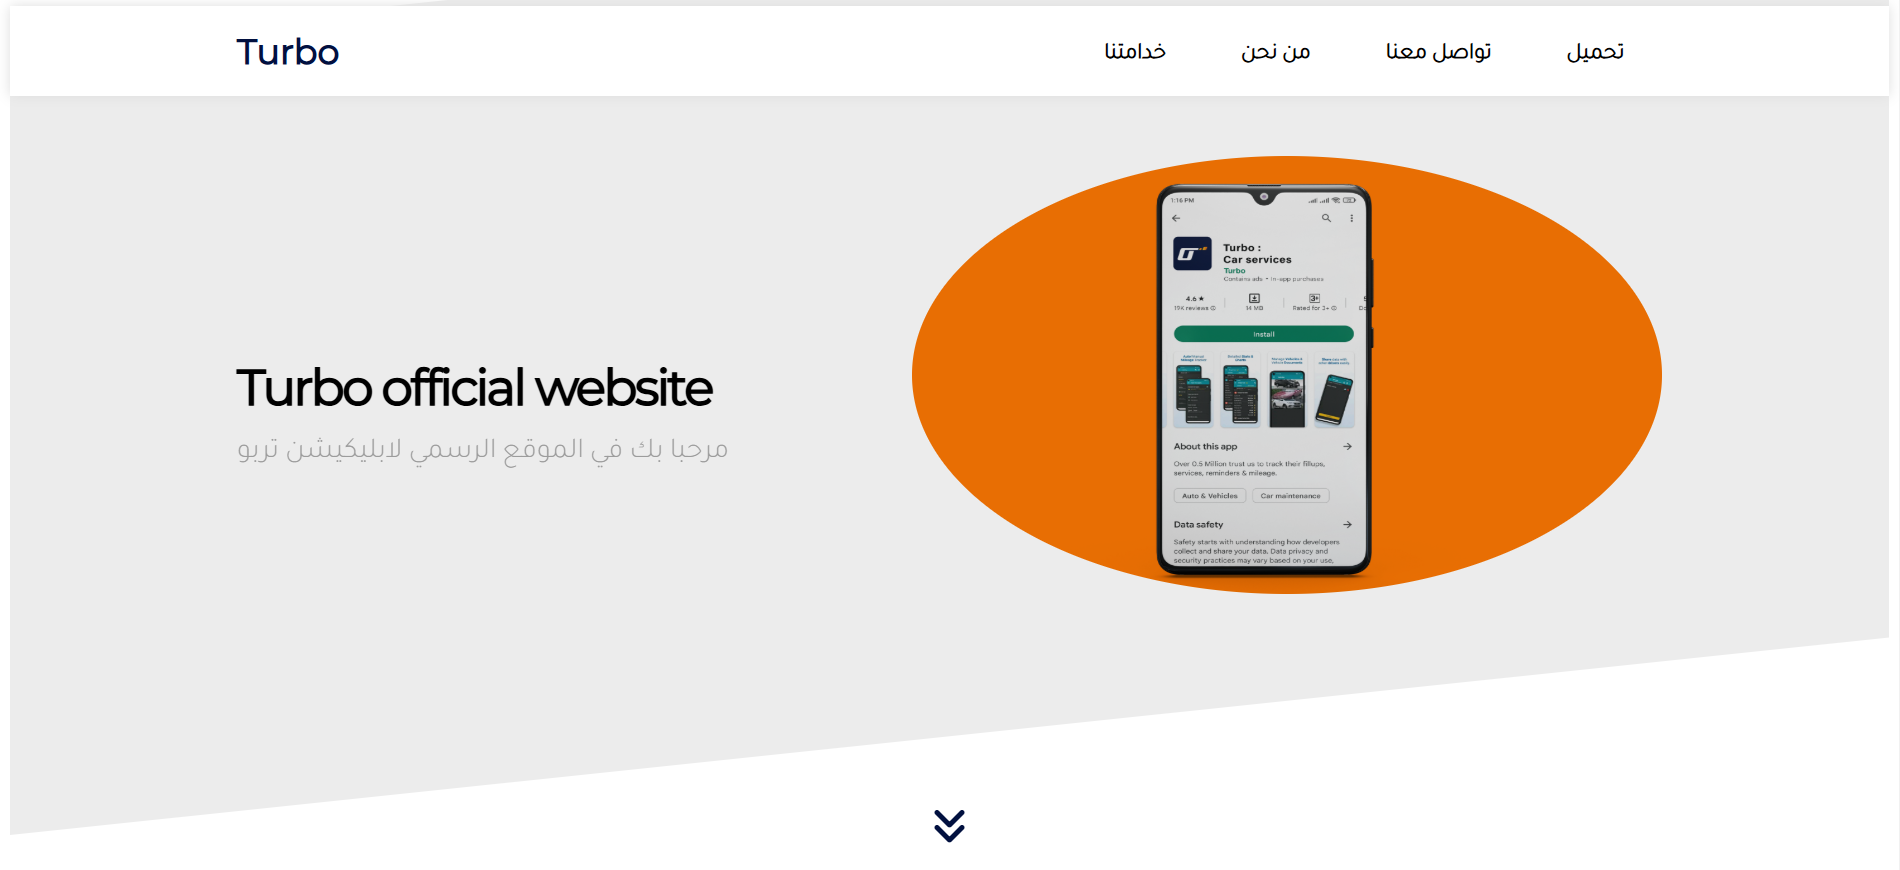 Turbo
خدامتنا
من نحن
تواصل معنا
تحميل
Turbo official website
مرحبا بك في الموقع الرسمي لابليكيشن تربو
1:16 PM
Turbo :
Car services
Turbo
Contains ads • In-app purchases
4.6 ★
19K reviews
14 MB
3+
Rated for 3+
Install
About this app
Over 0.5 Million trust us to track their fillups,
services, reminders & mileage.
Auto & Vehicles
Car maintenance
Data safety
Safety starts with understanding how developers
collect and share your data. Data privacy and
security practices may vary based on your use,